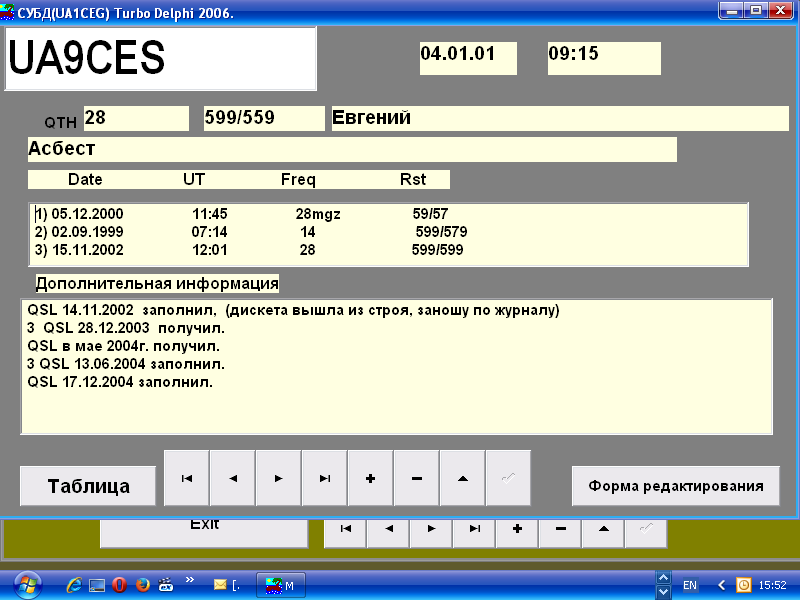 СУБД(UA1CEG) Turbo Delphi 2006.
UA9CES
04.01.01 09:15
QTH 28 599/559 Евгений
Асбест
Date UT Freq Rst
1) 05.12.2000 11:45 28mgz 59/57
2) 02.09.1999 07:14 14 599/579
3) 15.11.2002 12:01 28 599/599
Дополнительная информация
QSL 14.11.2002 заполнил, (дискета вышла из строя, заношу по журналу)
3 QSL 28.12.2003 получил.
QSL в мае 2004г. получил.
3 QSL 13.06.2004 заполнил.
QSL 17.12.2004 заполнил.
Таблица
Форма редактирования
Exit
[. М EN 15:52